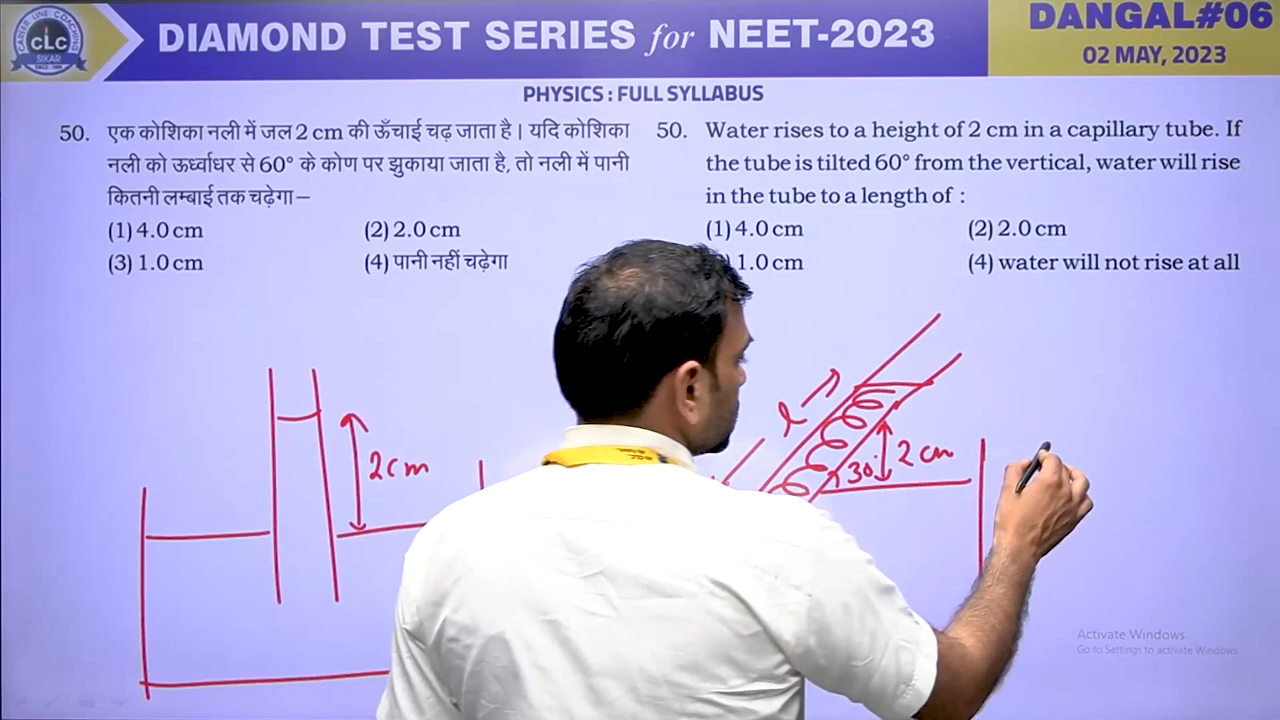 CAREER LINE COACHING
CLC
SIKAR
DIAMOND TEST SERIES for NEET-2023
DANGAL#06
02 MAY, 2023
PHYSICS : FULL SYLLABUS
50. एक कोशिका नली में जल 2 cm की ऊँचाई चढ़ जाता है। यदि कोशिका
नली को ऊर्ध्वाधर से 60° के कोण पर झुकाया जाता है, तो नली में पानी
कितनी लम्बाई तक चढ़ेगा–
(1) 4.0 cm (2) 2.0 cm
(3) 1.0 cm (4) पानी नहीं चढ़ेगा
50. Water rises to a height of 2 cm in a capillary tube. If
the tube is tilted 60° from the vertical, water will rise
in the tube to a length of :
(1) 4.0 cm (2) 2.0 cm
1.0 cm (4) water will not rise at all
2cm
l
30°
2 cm
Activate Windows
Go to Settings to activate Windows